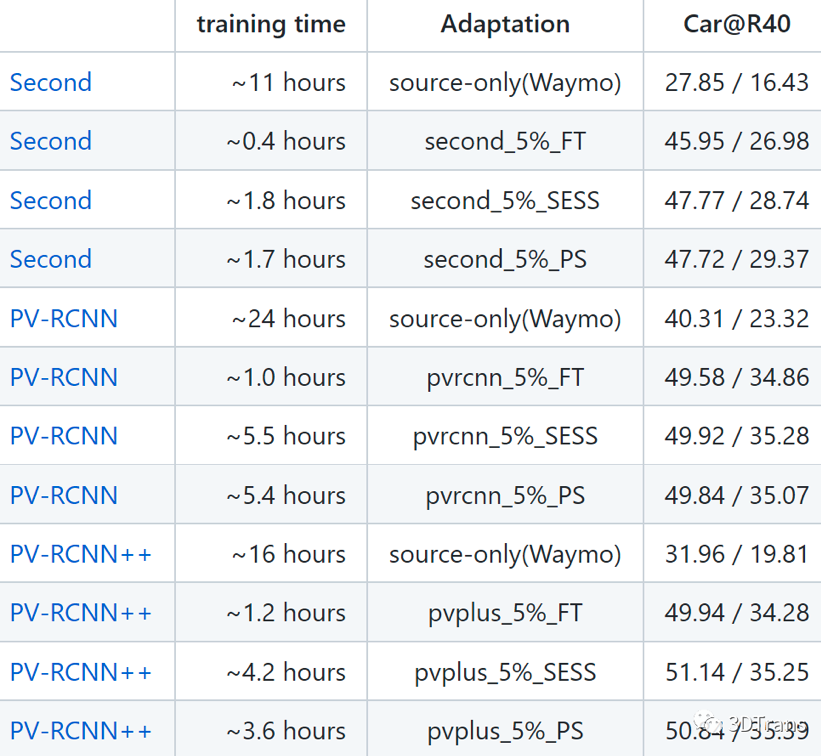 training time Adaptation Car@R40
Second ~11 hours source-only(Waymo) 27.85 / 16.43
Second ~0.4 hours second_5%_FT 45.95 / 26.98
Second ~1.8 hours second_5%_SESS 47.77 / 28.74
Second ~1.7 hours second_5%_PS 47.72 / 29.37
PV-RCNN ~24 hours source-only(Waymo) 40.31 / 23.32
PV-RCNN ~1.0 hours pvrcnn_5%_FT 49.58 / 34.86
PV-RCNN ~5.5 hours pvrcnn_5%_SESS 49.92 / 35.28
PV-RCNN ~5.4 hours pvrcnn_5%_PS 49.84 / 35.07
PV-RCNN++ ~16 hours source-only(Waymo) 31.96 / 19.81
PV-RCNN++ ~1.2 hours pvplus_5%_FT 49.94 / 34.28
PV-RCNN++ ~4.2 hours pvplus_5%_SESS 51.14 / 35.25
PV-RCNN++ ~3.6 hours pvplus_5%_PS 50.84 / 35.39
3DTrans